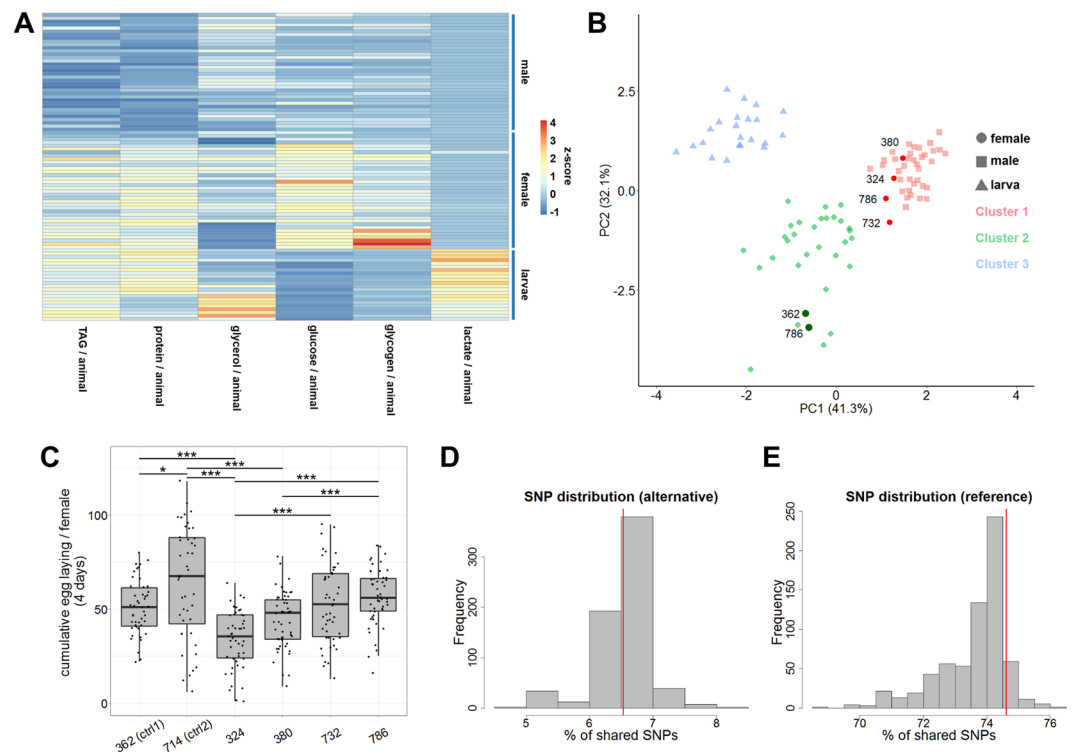 A
male
female
larvae
4
3
2
1
0
-1
z-score
TAG / animal
protein / animal
glycerol / animal
glucose / animal
glycogen / animal
lactate / animal
B
PC2 (32.1%)
2.5
0.0
-2.5
-4
-2
0
2
4
PC1 (41.3%)
380
324
786
732
362
786
female
male
larva
Cluster 1
Cluster 2
Cluster 3
C
cumulative egg laying / female
(4 days)
100
50
0
***
***
*
***
***
***
***
362 (ctrl1)
714 (ctrl2)
324
380
732
786
D
SNP distribution (alternative)
Frequency
300
200
100
0
5
6
7
8
% of shared SNPs
E
SNP distribution (reference)
Frequency
250
200
150
100
50
0
70
72
74
76
% of shared SNPs